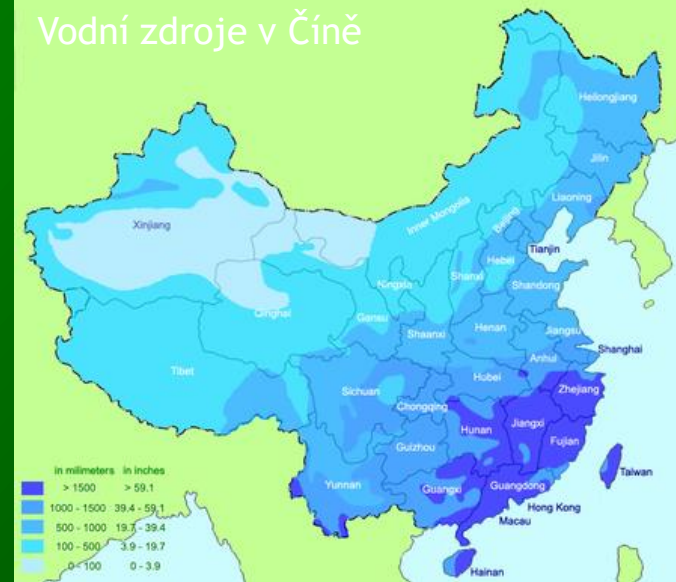 Vodní zdroje v Číně
Heilongjiang
Jilin
Liaoning
Inner Mongolia
Beijing
Tianjin
Xinjiang
Hebei
Shanxi
Shandong
Ningxia
Qinghai
Gansu
Shaanxi
Henan
Jiangsu
Shanghai
Anhui
Tibet
Hubei
Zhejiang
Sichuan
Chongqing
Hunan
Jiangxi
Fujian
Guizhou
Taiwan
Yunnan
Guangxi
Guangdong
Hong Kong
Macau
Hainan
in milimeters in inches
> 1500 > 59.1
1000 - 1500 39.4 - 59.1
500 - 1000 19.7 - 39.4
100 - 500 3.9 - 19.7
0 - 100 0 - 3.9